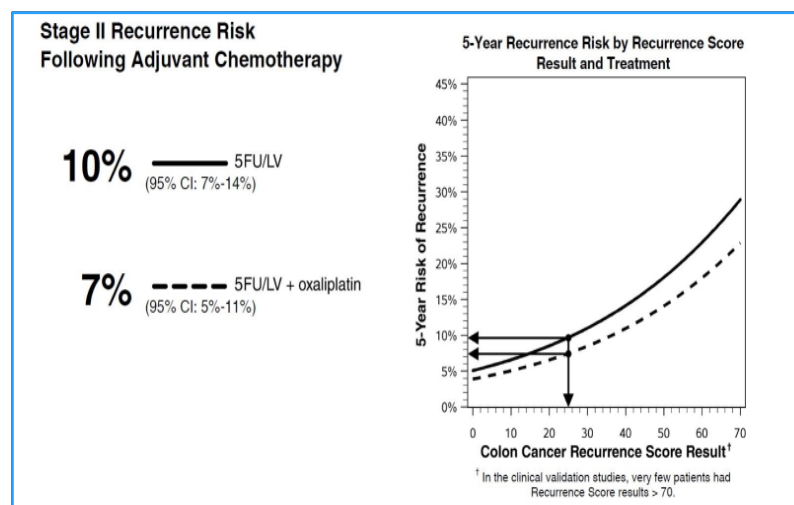 Stage II Recurrence Risk
Following Adjuvant Chemotherapy
10%
5FU/LV
(95% CI: 7%-14%)
7%
5FU/LV + oxaliplatin
(95% CI: 5%-11%)
5-Year Recurrence Risk by Recurrence Score
Result and Treatment
5-Year Risk of Recurrence
45%
40%
35%
30%
25%
20%
15%
10%
5%
0%
0 10 20 30 40 50 60 70
Colon Cancer Recurrence Score Result†
† In the clinical validation studies, very few patients had
Recurrence Score results > 70.